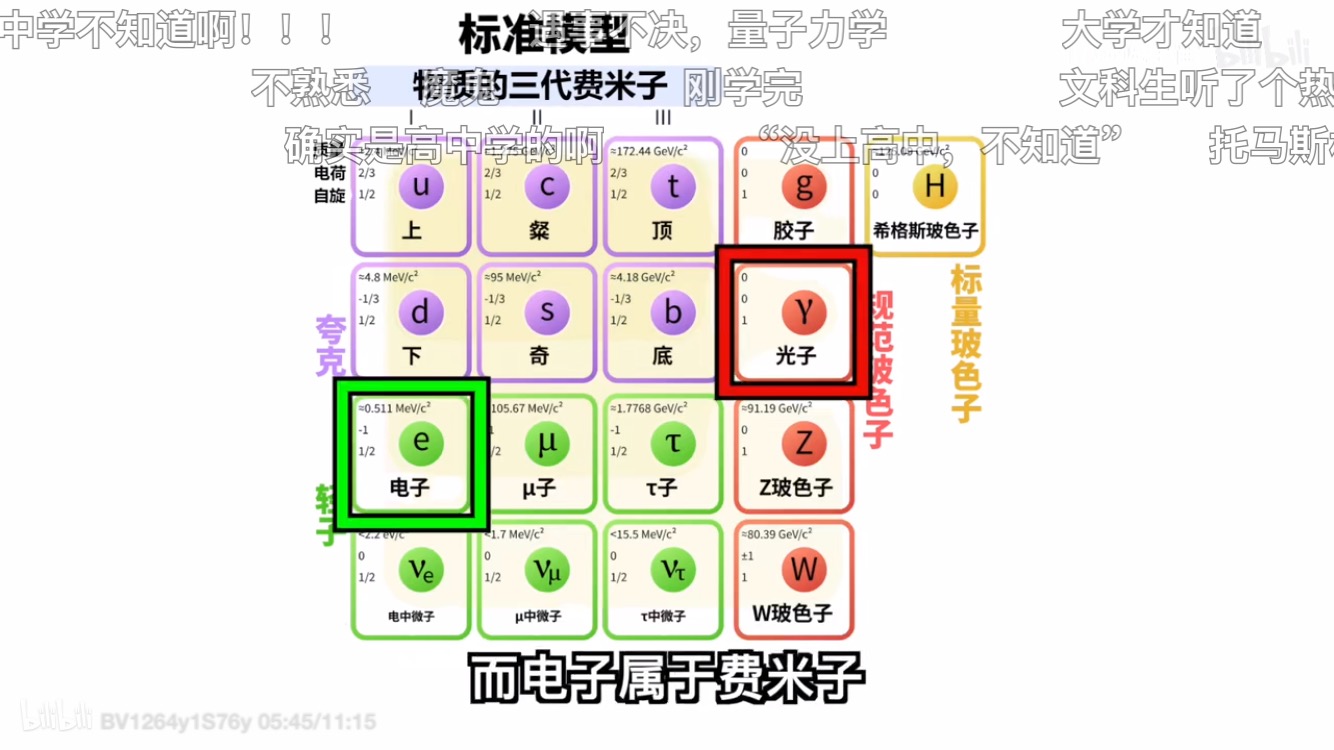 中学不知道啊！！！
标准模型
遇事不决，量子力学
大学才知道
bilibili
不熟悉
魔鬼
物质的三代费米子
刚学完
文科生听了个热
I II III
确实是高中学的啊
“没上高中，不知道”
托马斯
质量
≈172.44 GeV/c² 0
电荷 2/3 2/3 2/3 0 0
自旋 1/2 1/2 1/2 1 0
u c t g H
上 粲 顶 胶子 希格斯玻色子
≈4.8 MeV/c² ≈95 MeV/c² ≈4.18 GeV/c² 0
-1/3 -1/3 -1/3 0
1/2 1/2 1/2 1
d s b γ
下 奇 底 光子
夸克
规范玻色子
标量玻色子
≈0.511 MeV/c² 105.67 MeV/c² ≈1.7768 GeV/c² ≈91.19 GeV/c²
-1 -1 0
1/2 /2 1/2 1
e μ τ Z
电子 μ子 τ子 Z玻色子
轻子
<2.2 eV/c² <1.7 MeV/c² <15.5 MeV/c² ≈80.39 GeV/c²
0 0 0 ±1
1/2 1/2 1/2 1
νe νμ ντ W
电中微子 μ中微子 τ中微子 W玻色子
而电子属于费米子
bilibili BV1264y1S76y 05:45/11:15